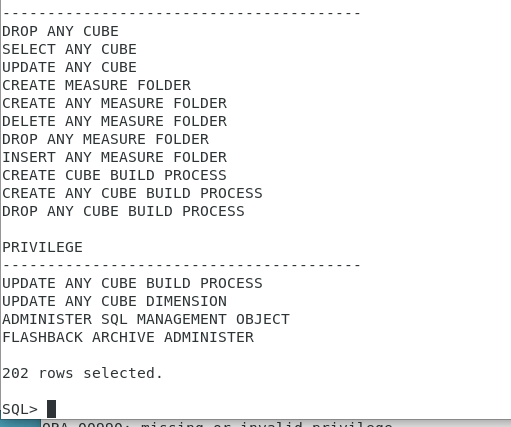 ----------------------------------------
DROP ANY CUBE
SELECT ANY CUBE
UPDATE ANY CUBE
CREATE MEASURE FOLDER
CREATE ANY MEASURE FOLDER
DELETE ANY MEASURE FOLDER
DROP ANY MEASURE FOLDER
INSERT ANY MEASURE FOLDER
CREATE CUBE BUILD PROCESS
CREATE ANY CUBE BUILD PROCESS
DROP ANY CUBE BUILD PROCESS
PRIVILEGE
----------------------------------------
UPDATE ANY CUBE BUILD PROCESS
UPDATE ANY CUBE DIMENSION
ADMINISTER SQL MANAGEMENT OBJECT
FLASHBACK ARCHIVE ADMINISTER
202 rows selected.
SQL>
ORA-00990: missing or invalid privilege